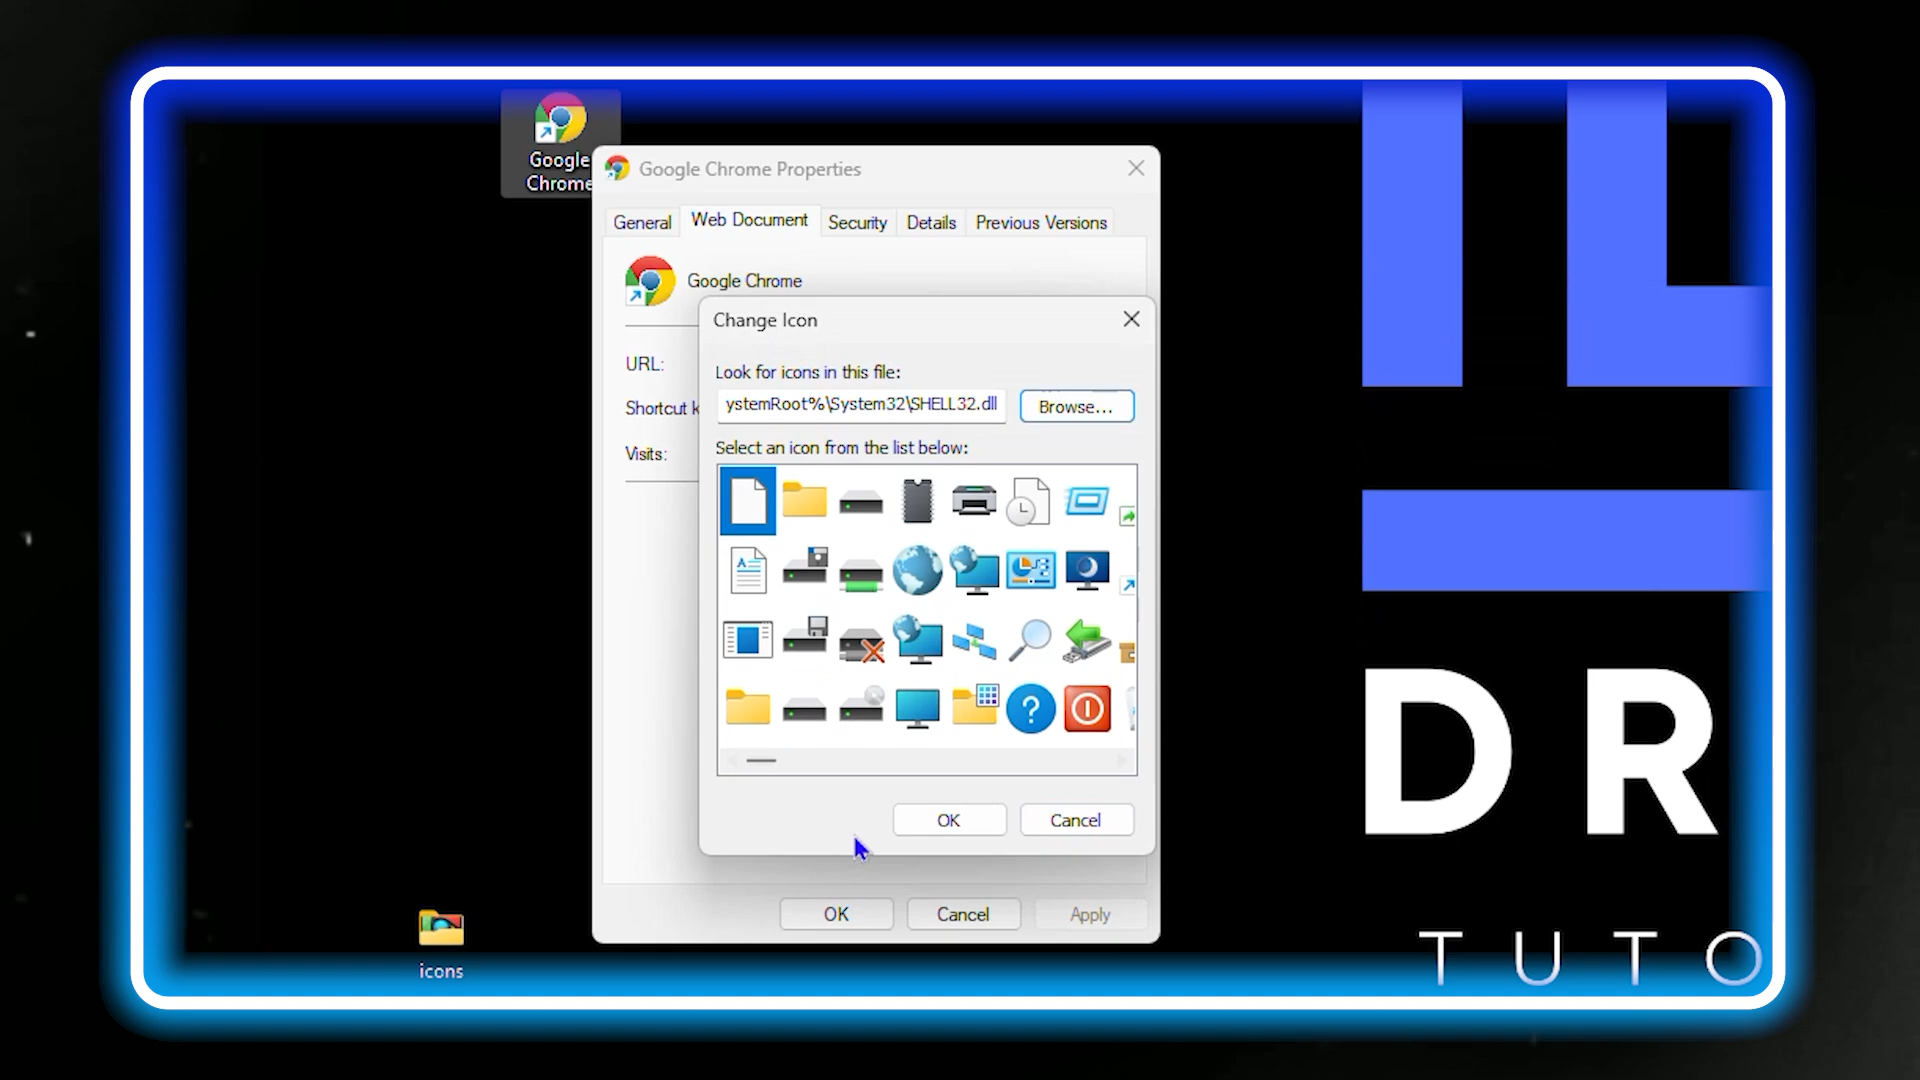 Google
Chrome
Google Chrome Properties
General
Web Document
Security
Details
Previous Versions
Google Chrome
Change Icon
URL:
Look for icons in this file:
Shortcut k
ystemRoot%\System32\SHELL32.dll
Browse...
Visits:
Select an icon from the list below:
OK
Cancel
OK
Cancel
Apply
icons
DR
TUTO